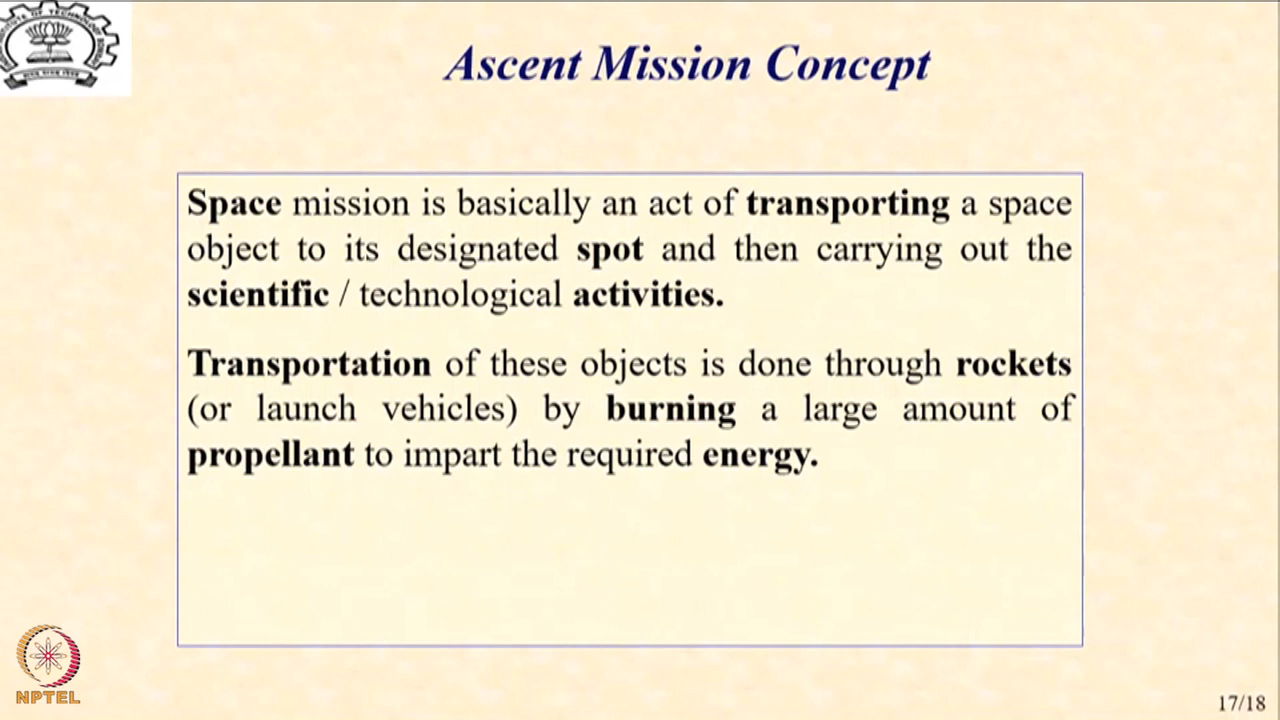 Ascent Mission Concept
Space mission is basically an act of transporting a space
object to its designated spot and then carrying out the
scientific / technological activities.
Transportation of these objects is done through rockets
(or launch vehicles) by burning a large amount of
propellant to impart the required energy.
NPTEL
17/18